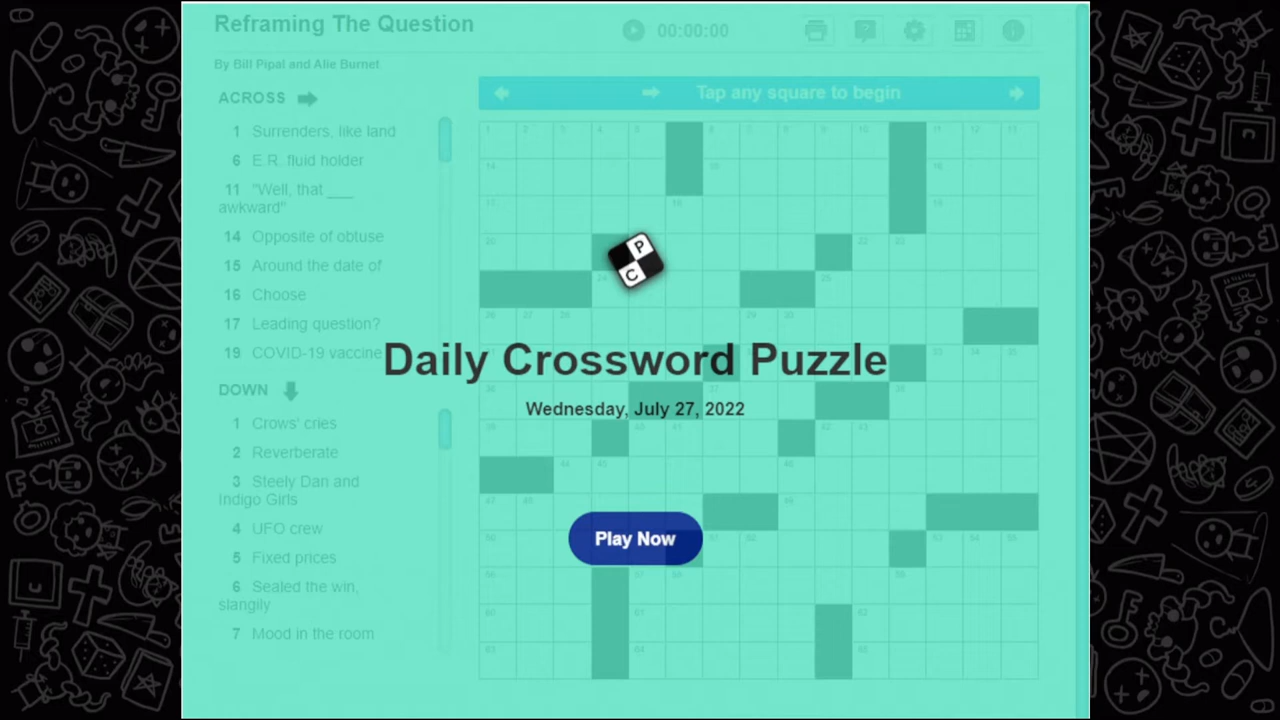 Reframing The Question
00:00:00
By Bill Pipal and Alie Burnet
ACROSS
Tap any square to begin
1 Surrenders, like land
6 E.R. fluid holder
11 "Well, that ___
awkward"
14 Opposite of obtuse
15 Around the date of
16 Choose
17 Leading question?
19 COVID-19 vaccine
DOWN
1 Crows' cries
2 Reverberate
3 Steely Dan and
Indigo Girls
4 UFO crew
5 Fixed prices
6 Sealed the win,
slangily
7 Mood in the room
P
C
Daily Crossword Puzzle
Wednesday, July 27, 2022
Play Now